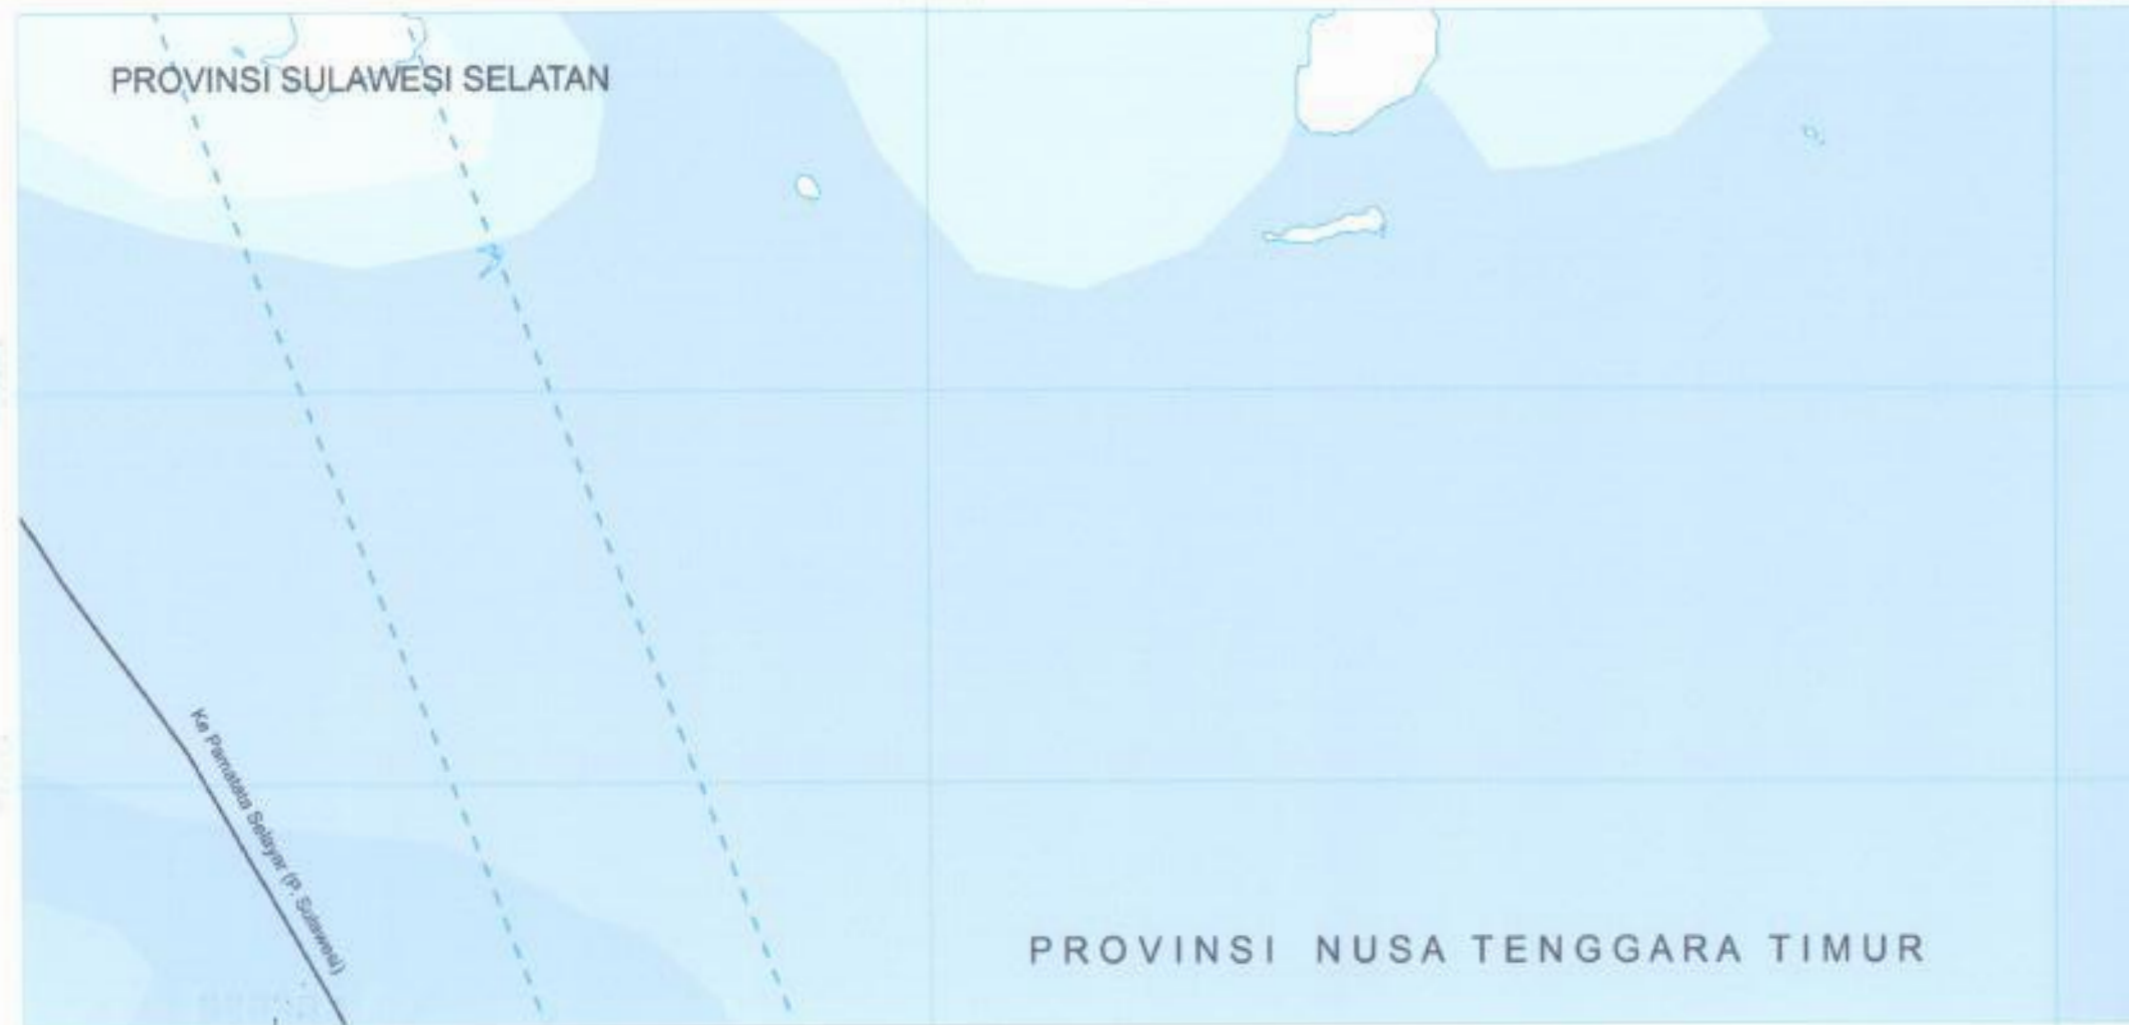 PROVINSI SULAWESI SELATAN
Ke Pamatata Selayar (P. Sulawesi)
PROVINSI NUSA TENGGARA TIMUR